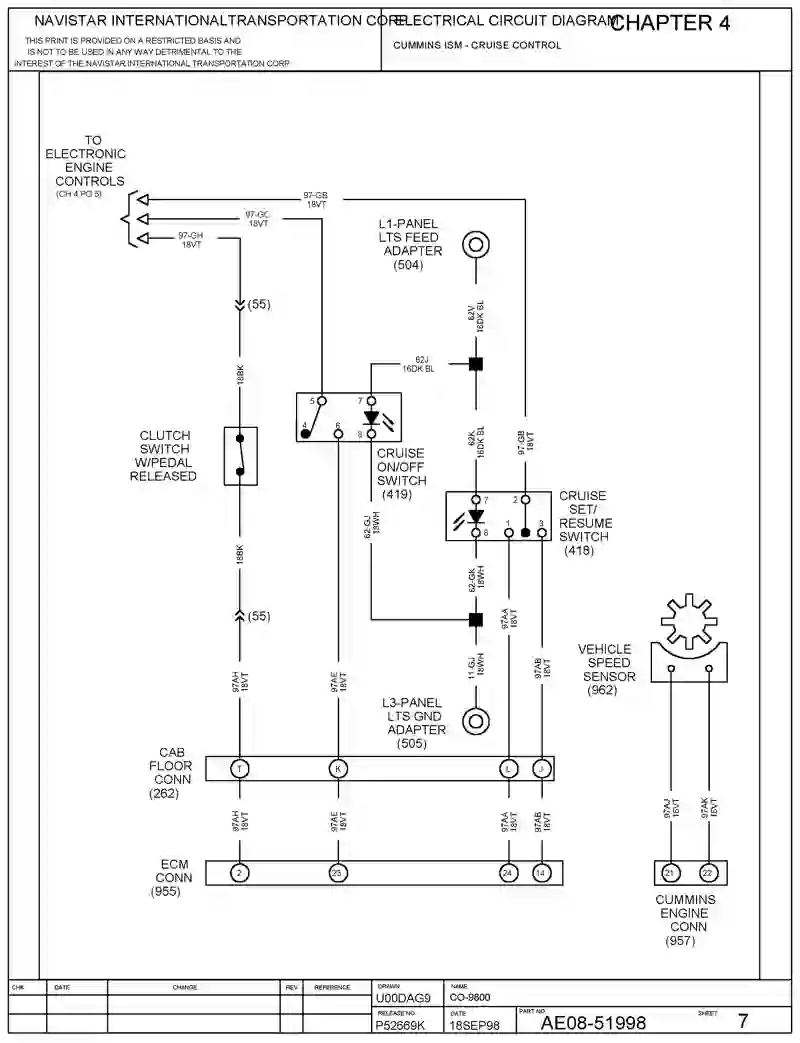 NAVISTAR INTERNATIONAL TRANSPORTATION CORP.
ELECTRICAL CIRCUIT DIAGRAM
CHAPTER 4
THIS PRINT IS PROVIDED ON A RESTRICTED BASIS AND
IS NOT TO BE USED IN ANY WAY DETRIMENTAL TO THE
INTEREST OF THE NAVISTAR INTERNATIONAL TRANSPORTATION CORP
CUMMINS ISM - CRUISE CONTROL
TO
ELECTRONIC
ENGINE
CONTROLS
97-GB
18VT
97-GC
18VT
97-GH
18VT
L1-PANEL
LTS FEED
ADAPTER
(504)
(55)
62V
16DK BL
62J
16DK BL
18BK
5
7
4
6
8
CLUTCH
SWITCH
W/PEDAL
RELEASED
CRUISE
ON/OFF
SWITCH
(419)
62K
16DK BL
97-GB
18VT
7
2
8
1
3
CRUISE
SET/
RESUME
SWITCH
(418)
62-GJ
18WH
18BK
62-GK
18WH
(55)
97AA
18VT
11-GJ
18WH
97AB
18VT
97AH
18VT
97AE
18VT
VEHICLE
SPEED
SENSOR
(962)
L3-PANEL
LTS GND
ADAPTER
(505)
CAB
FLOOR
CONN
(262)
T
K
L
J
97AH
18VT
97AE
18VT
97AA
18VT
97AB
18VT
97AJ
16VT
97AK
16VT
ECM
CONN
(955)
2
23
24
14
21
22
CUMMINS
ENGINE
CONN
(957)
CHK
DATE
CHANGE
REV
REFERENCE
DRAWN
U00DAG9
NAME
CO-9800
RELEASE NO.
P52669K
DATE
18SEP98
PART NO.
AE08-51998
SHEET
7